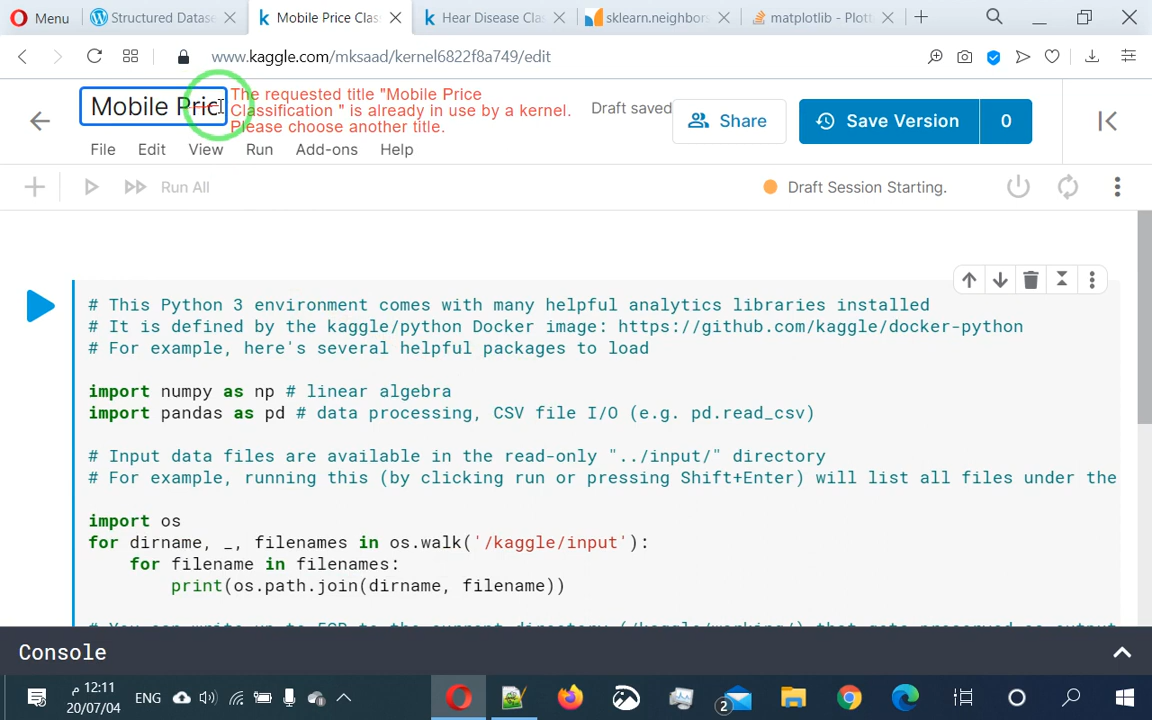 Menu
Structured Datase
Mobile Price Clas
Hear Disease Clas
sklearn.neighbors
matplotlib - Plott
www.kaggle.com/mksaad/kernel6822f8a749/edit
Mobile Pric
The requested title "Mobile Price
Classification " is already in use by a kernel.
Please choose another title.
Draft saved
Share
Save Version
0
File Edit View Run Add-ons Help
Run All
Draft Session Starting.
# This Python 3 environment comes with many helpful analytics libraries installed
# It is defined by the kaggle/python Docker image: https://github.com/kaggle/docker-python
# For example, here's several helpful packages to load
import numpy as np # linear algebra
import pandas as pd # data processing, CSV file I/O (e.g. pd.read_csv)
# Input data files are available in the read-only "../input/" directory
# For example, running this (by clicking run or pressing Shift+Enter) will list all files under the
import os
for dirname, _, filenames in os.walk('/kaggle/input'):
    for filename in filenames:
        print(os.path.join(dirname, filename))
Console
12:11 م
20/07/04
ENG
2